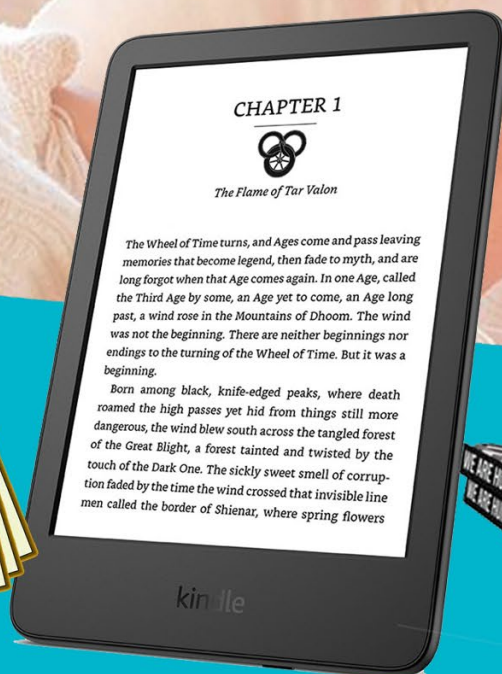 CHAPTER 1
The Flame of Tar Valon
The Wheel of Time turns, and Ages come and pass leaving
memories that become legend, then fade to myth, and are
long forgot when that Age comes again. In one Age, called
the Third Age by some, an Age yet to come, an Age long
past, a wind rose in the Mountains of Dhoom. The wind
was not the beginning. There are neither beginnings nor
endings to the turning of the Wheel of Time. But it was a
beginning.
Born among black, knife-edged peaks, where death
roamed the high passes yet hid from things still more
dangerous, the wind blew south across the tangled forest
of the Great Blight, a forest tainted and twisted by the
touch of the Dark One. The sickly sweet smell of corrup-
tion faded by the time the wind crossed that invisible line
men called the border of Shienar, where spring flowers
kindle
WE ARE
WE ARE